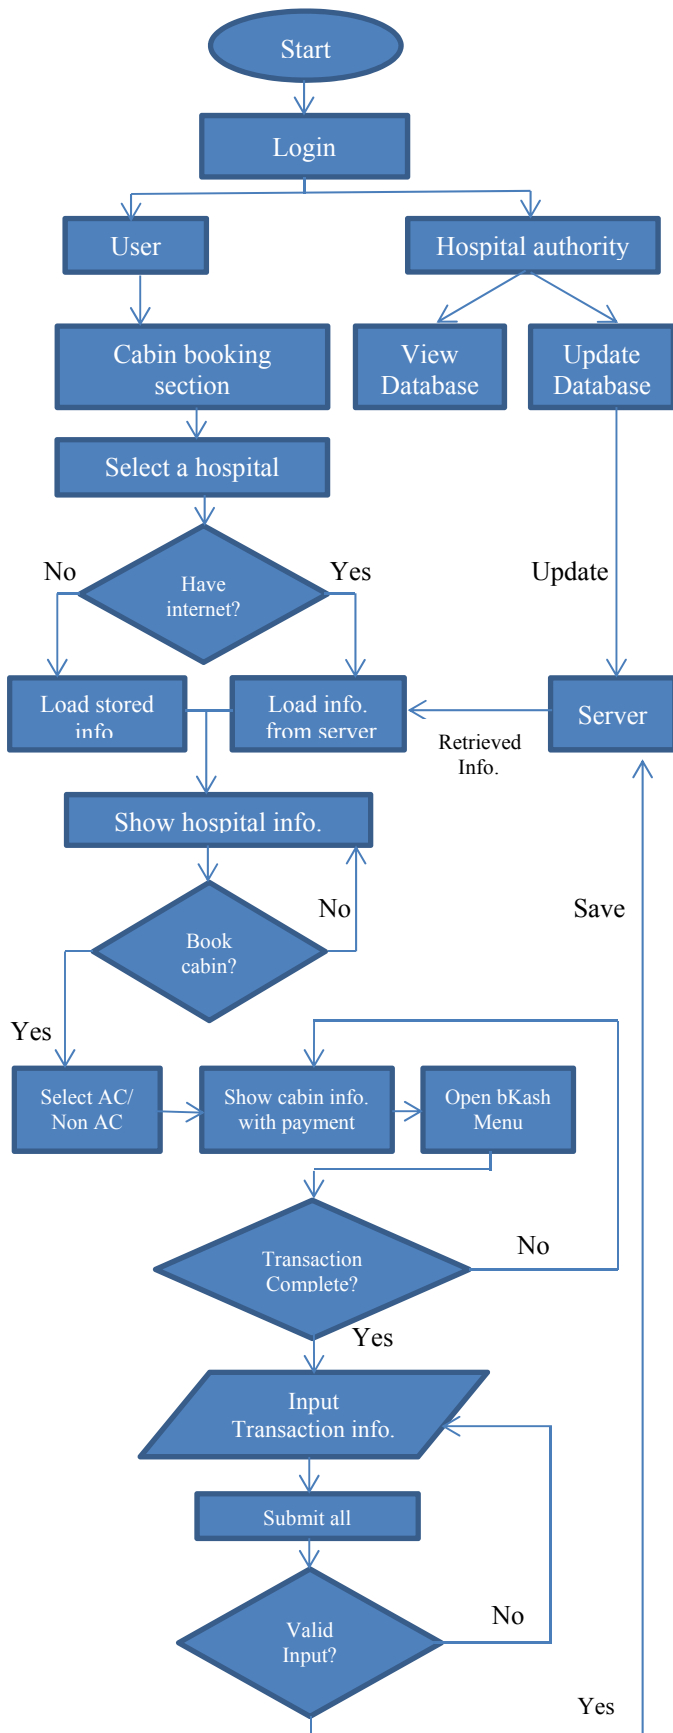 Start
Login
User
Hospital authority
Cabin booking
section
View
Database
Update
Database
Select a hospital
No
Have
internet?
Yes
Update
Load stored
info
Load info.
from server
Retrieved
Info.
Server
Show hospital info.
Book
cabin?
No
Save
Yes
Select AC/
Non AC
Show cabin info.
with payment
Open bKash
Menu
Transaction
Complete?
No
Yes
Input
Transaction info.
Submit all
Valid
Input?
No
Yes